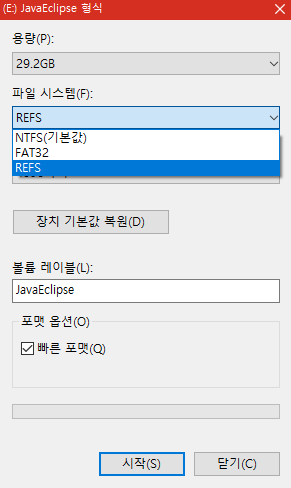 (E:) JavaEclipse 형식
용량(P):
29.2GB
파일 시스템(F):
REFS
NTFS(기본값)
FAT32
REFS
장치 기본값 복원(D)
볼륨 레이블(L):
JavaEclipse
포맷 옵션(O)
빠른 포맷(Q)
시작(S)
닫기(C)